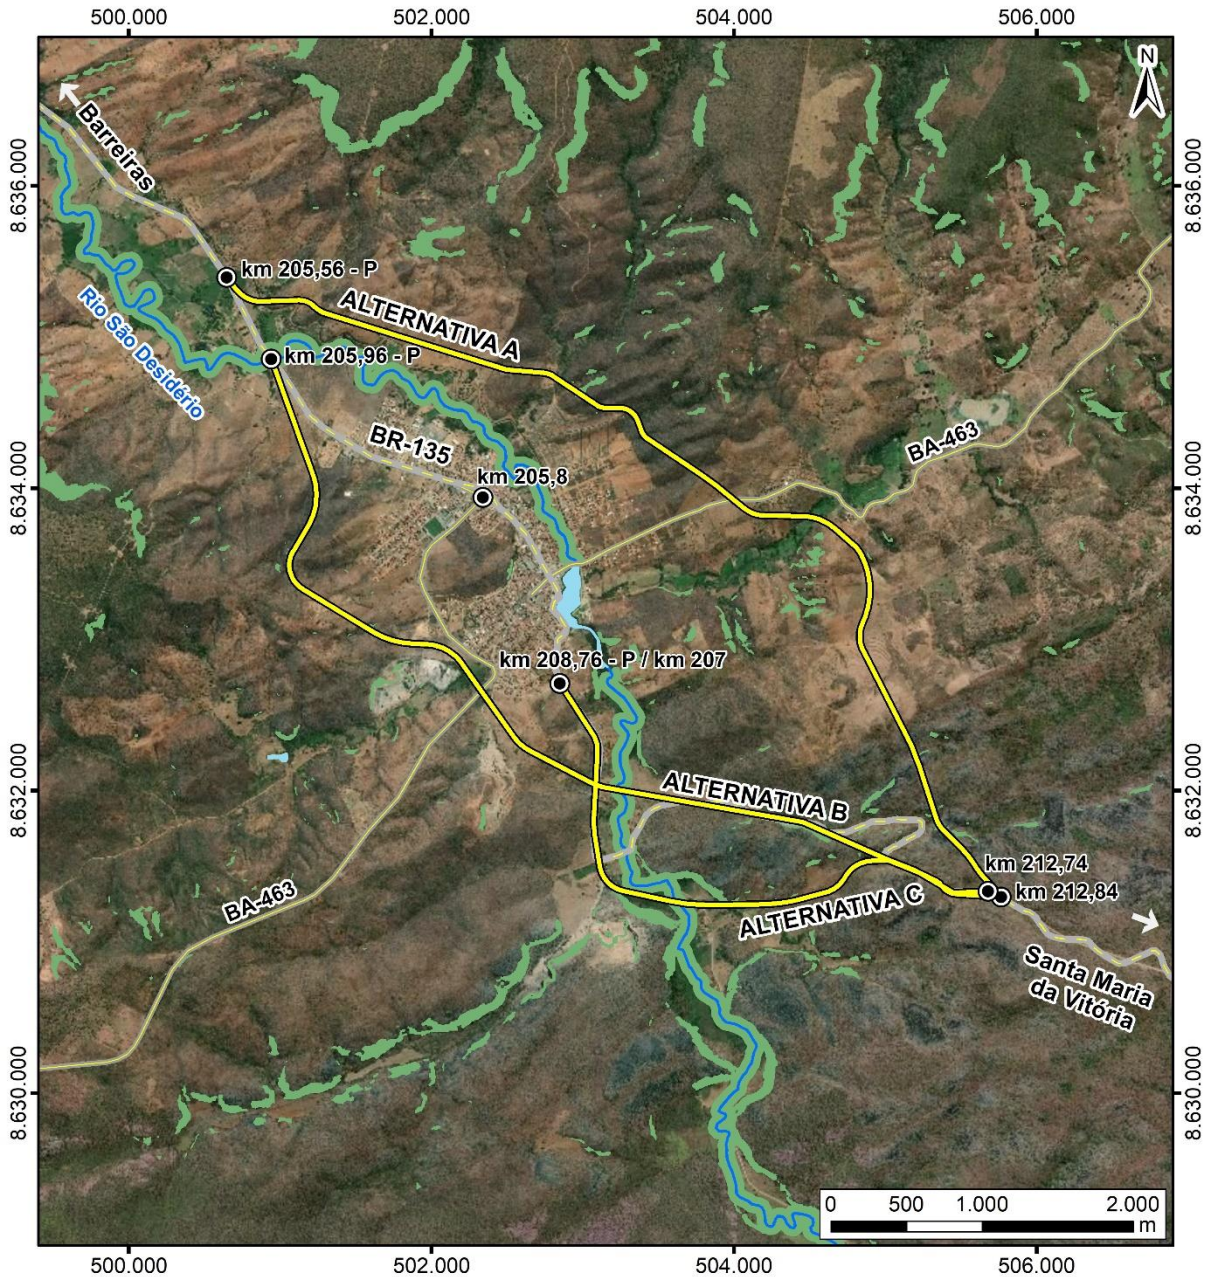 500.000
502.000
504.000
506.000
N
Barreiras
8.636.000
8.636.000
km 205,56 - P
ALTERNATIVA A
Rio São Desidério
km 205,96 - P
BR-135
BA-463
km 205,8
8.634.000
8.634.000
km 208,76 - P / km 207
ALTERNATIVA B
8.632.000
8.632.000
km 212,74
km 212,84
BA-463
ALTERNATIVA C
Santa Maria
da Vitória
8.630.000
8.630.000
0 500 1.000 2.000
m
500.000
502.000
504.000
506.000